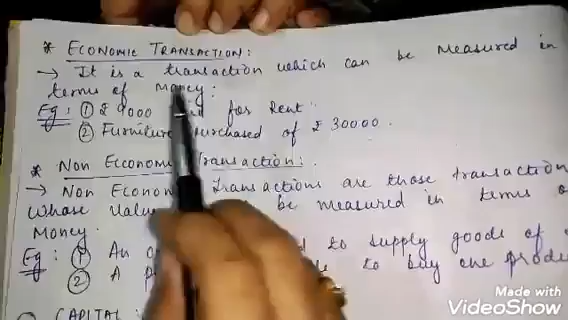 * ECONOMIC TRANSACTION:
→ It is a transaction which can be Measured in
terms of Money:
Eg: ① ₹ 9000 for Rent
② Furniture Purchased of ₹ 30000.
* NON ECCONOMIC Transaction:
→ NON ECONOMIC transactions are those transaction
Whose Value be Measured in terms
Money.
Eg: ① An to supply goods of
② A to buy the
CAPITAL:
Made with
VideoShow